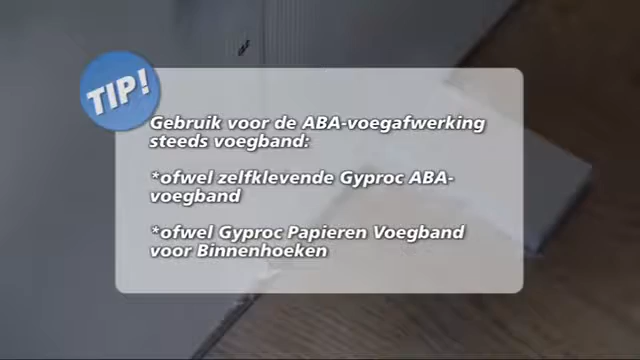 TIP!
Gebruik voor de ABA-voegafwerking
steeds voegband:
*ofwel zelfklevende Gyproc ABA-
voegband
*ofwel Gyproc Papieren Voegband
voor Binnenhoeken